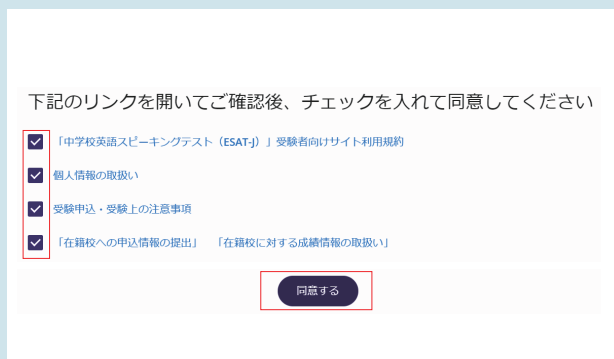 下記のリンクを開いてご確認後、チェックを入れて同意してください
「中学校英語スピーキングテスト（ESAT-J）」受験者向けサイト利用規約
個人情報の取扱い
受験申込・受験上の注意事項
「在籍校への申込情報の提出」　「在籍校に対する成績情報の取扱い」
同意する